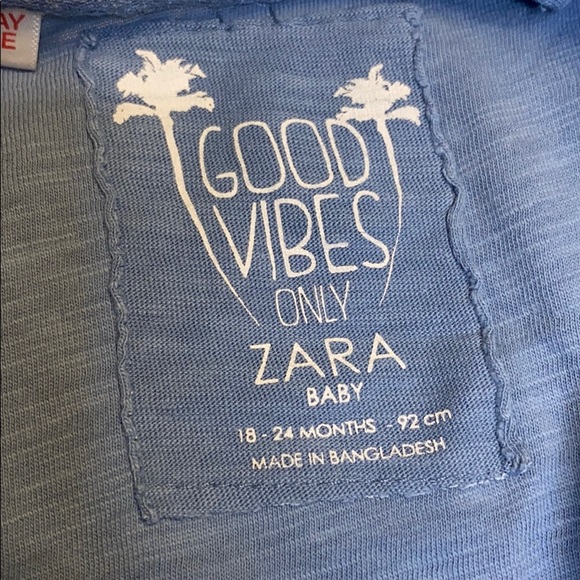 GOOD
VIBES
ONLY
ZARA
BABY
18 - 24 MONTHS - 92 cm
MADE IN BANGLADESH